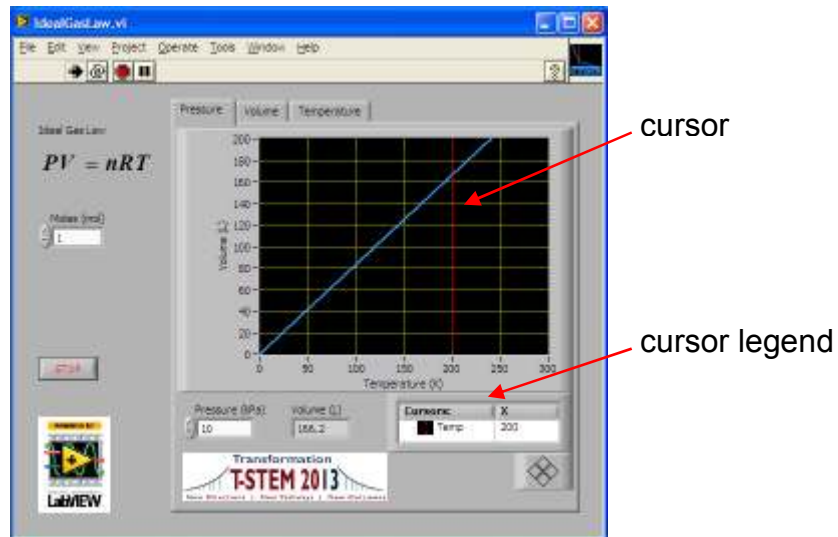 IdealGasLaw.vi
File Edit View Project Operate Tools Window Help
Pressure Volume Temperature
Ideal Gas Law
PV = nRT
Moles (mol)
1
STOP
200
180
160
140
120
100
80
60
40
20
0
Volume (L)
0 50 100 150 200 250 300
Temperature (K)
Pressure (kPa)
10
Volume (L)
166.2
Cursors: X
Temp 200
Transformation
T-STEM 2013
LabVIEW
cursor
cursor legend